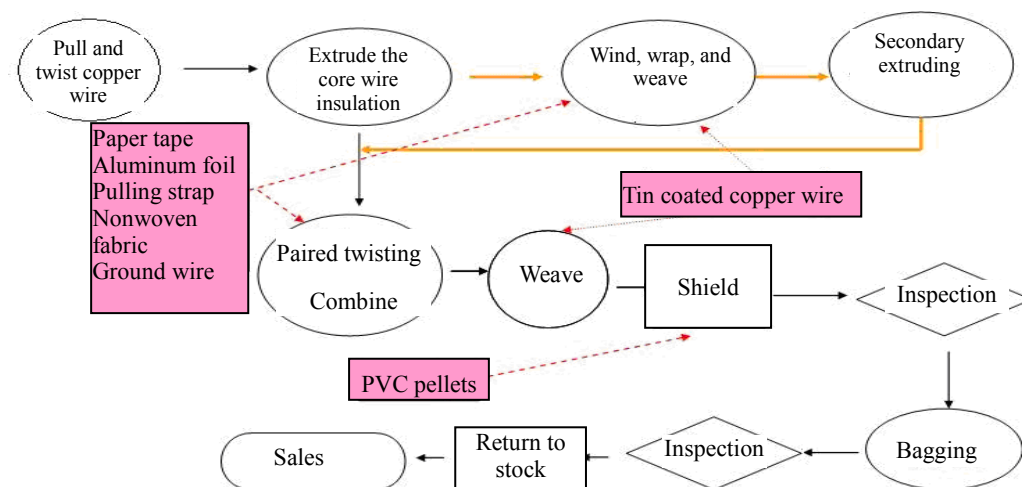 Pull and
twist copper
wire
Extrude the
core wire
insulation
Wind, wrap, and
weave
Secondary
extruding
Paper tape
Aluminum foil
Pulling strap
Nonwoven
fabric
Ground wire
Tin coated copper wire
Paired twisting
Combine
Weave
Shield
Inspection
PVC pellets
Sales
Return to
stock
Inspection
Bagging